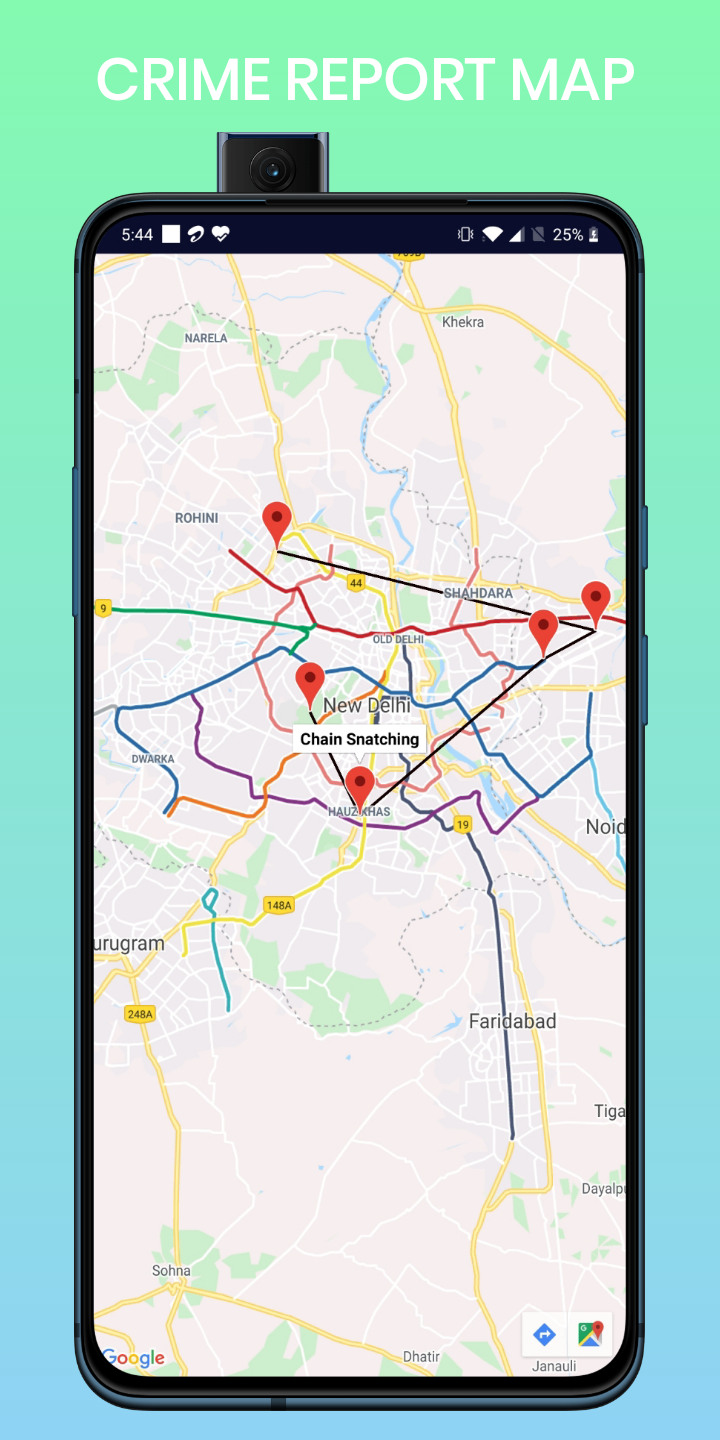 CRIME REPORT MAP
5:44
25%
Khekra
NARELA
ROHINI
44
SHAHDARA
9
OLD DELHI
New Delhi
Chain Snatching
DWARKA
HAUZ KHAS
19
Noid
148A
urugram
248A
Faridabad
Tiga
Dayalpu
Sohna
Google
Dhatir
Janauli